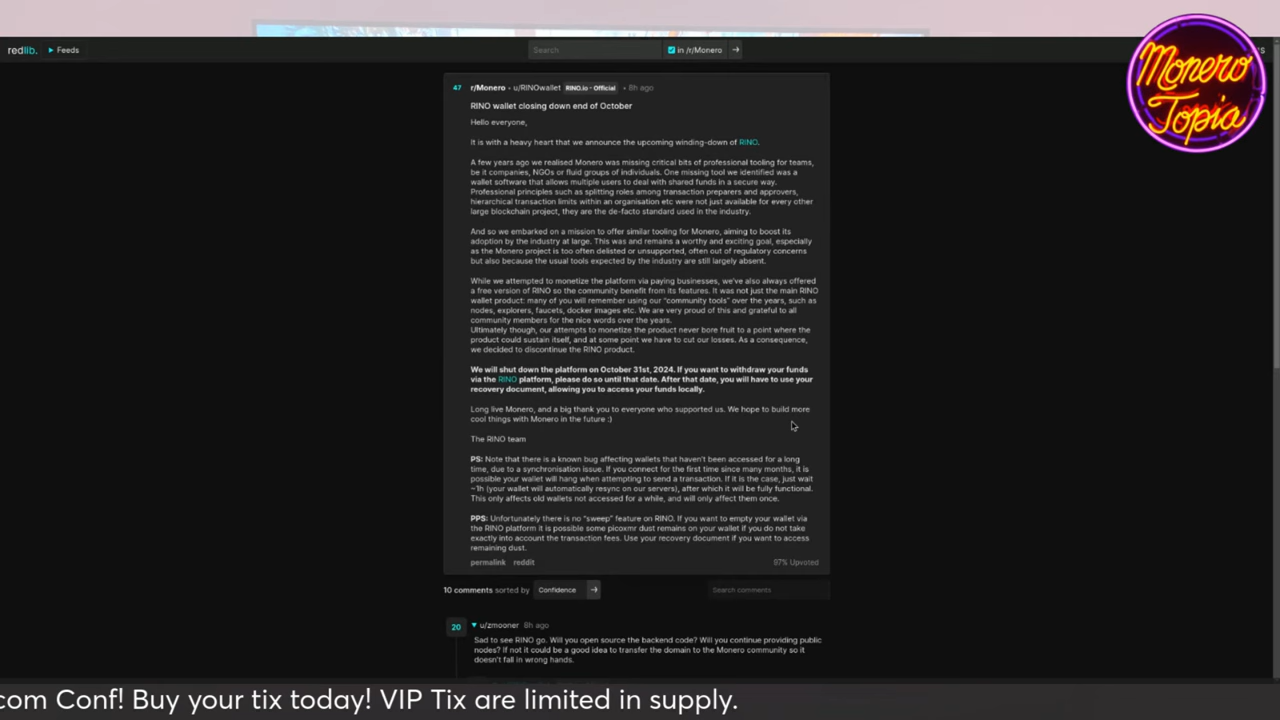 redlib.
Feeds
Search
in /r/Monero
Monero
Topia
47 r/Monero • u/RINOwallet RINO.io - Official • 8h ago
RINO wallet closing down end of October
Hello everyone,
It is with a heavy heart that we announce the upcoming winding-down of RINO.
A few years ago we realised Monero was missing critical bits of professional tooling for teams,
be it companies, NGOs or fluid groups of individuals. One missing tool we identified was a
wallet software that allows multiple users to deal with shared funds in a secure way.
Professional principles such as splitting roles among transaction preparers and approvers,
hierarchical transaction limits within an organisation etc were not just available for every other
large blockchain project, they are the de-facto standard used in the industry.
And so we embarked on a mission to offer similar tooling for Monero, aiming to boost its
adoption by the industry at large. This was and remains a worthy and exciting goal, especially
as the Monero project is too often delisted or unsupported, often out of regulatory concerns
but also because the usual tools expected by the industry are still largely absent.
While we attempted to monetize the platform via paying businesses, we've also always offered
a free version of RINO so the community benefit from its features. It was not just the main RINO
wallet product: many of you will remember using our "community tools" over the years, such as
nodes, explorers, faucets, docker images etc. We are very proud of this and grateful to all
community members for the nice words over the years.
Ultimately though, our attempts to monetize the product never bore fruit to a point where the
product could sustain itself, and at some point we have to cut our losses. As a consequence,
we decided to discontinue the RINO product.
We will shut down the platform on October 31st, 2024. If you want to withdraw your funds
via the RINO platform, please do so until that date. After that date, you will have to use your
recovery document, allowing you to access your funds locally.
Long live Monero, and a big thank you to everyone who supported us. We hope to build more
cool things with Monero in the future :)
The RINO team
PS: Note that there is a known bug affecting wallets that haven't been accessed for a long
time, due to a synchronisation issue. If you connect for the first time since many months, it is
possible your wallet will hang when attempting to send a transaction. If it is the case, just wait
~1h (your wallet will automatically resync on our servers), after which it will be fully functional.
This only affects old wallets not accessed for a while, and will only affect them once.
PPS: Unfortunately there is no "sweep" feature on RINO. If you want to empty your wallet via
the RINO platform it is possible some picoxmr dust remains on your wallet if you do not take
exactly into account the transaction fees. Use your recovery document if you want to access
remaining dust.
permalink reddit 97% Upvoted
10 comments sorted by Confidence Search comments
20 u/zmooner 8h ago
Sad to see RINO go. Will you open source the backend code? Will you continue providing public
nodes? If not it could be a good idea to transfer the domain to the Monero community so it
doesn't fall in wrong hands.
.com Conf! Buy your tix today! VIP Tix are limited in supply.